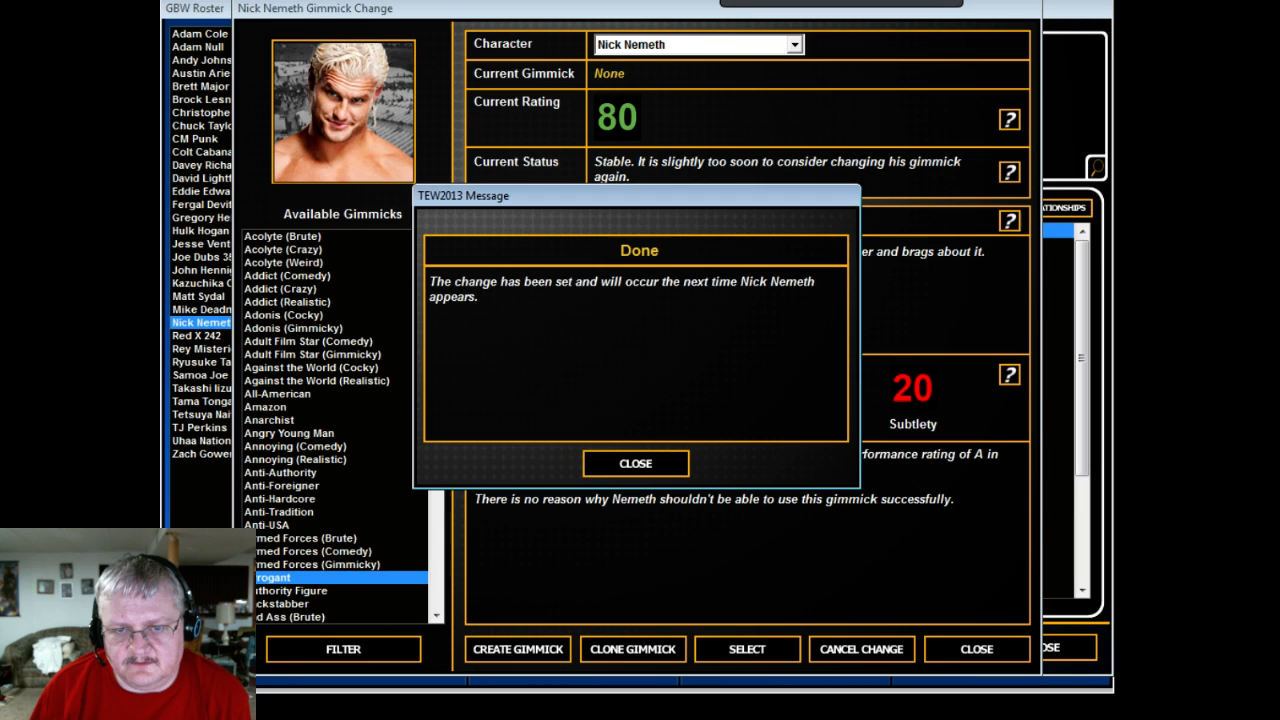 GBW Roster
Nick Nemeth Gimmick Change
Adam Cole
Adam Null
Andy Johns
Austin Arie
Brett Major
Brock Lesn
Christophe
Chuck Taylo
CM Punk
Colt Cabana
Davey Richa
David Lightf
Eddie Edwa
Fergal Devit
Gregory He
Hulk Hogan
Jesse Vent
Joe Dubs 35
John Henni
Kazuchika O
Matt Sydal
Mike Deadm
Nick Nemet
Red X 242
Rey Misteri
Ryusuke Ta
Samoa Joe
Takashi Iizu
Tama Tonga
Tetsuya Nai
TJ Perkins
Uhaa Nation
Zach Gower
Available Gimmicks
Acolyte (Brute)
Acolyte (Crazy)
Acolyte (Weird)
Addict (Comedy)
Addict (Crazy)
Addict (Realistic)
Adonis (Cocky)
Adonis (Gimmicky)
Adult Film Star (Comedy)
Adult Film Star (Gimmicky)
Against the World (Cocky)
Against the World (Realistic)
All-American
Amazon
Anarchist
Angry Young Man
Annoying (Comedy)
Annoying (Realistic)
Anti-Authority
Anti-Foreigner
Anti-Hardcore
Anti-Tradition
Anti-USA
rmed Forces (Brute)
rmed Forces (Comedy)
rmed Forces (Gimmicky)
rrogant
uthority Figure
ckstabber
d Ass (Brute)
FILTER
Character
Nick Nemeth
Current Gimmick
None
Current Rating
80
?
Current Status
Stable. It is slightly too soon to consider changing his gimmick
again.
?
?
er and brags about it.
TEW2013 Message
Done
The change has been set and will occur the next time Nick Nemeth
appears.
CLOSE
20
?
Subtlety
formance rating of A in
There is no reason why Nemeth shouldn't be able to use this gimmick successfully.
CREATE GIMMICK
CLONE GIMMICK
SELECT
CANCEL CHANGE
CLOSE
ATIONSHIPS
OSE